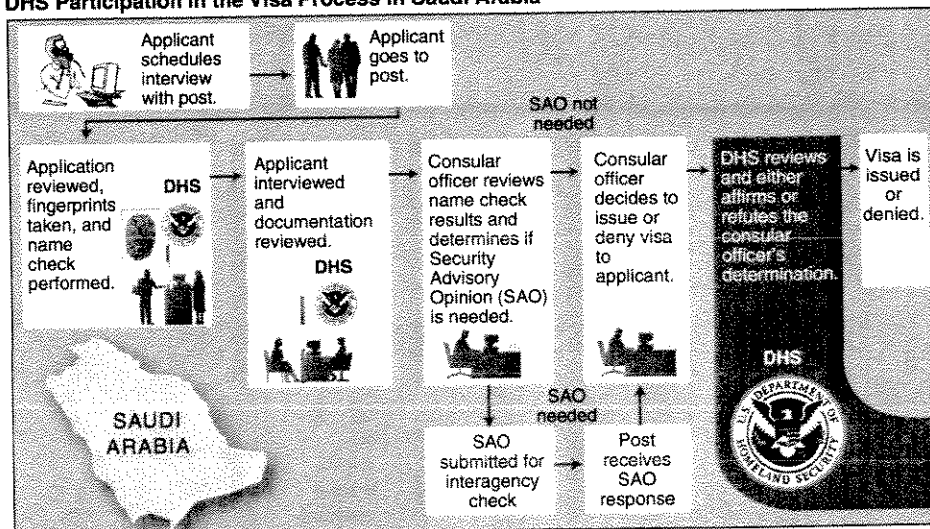 DHS Participation in the Visa Process in Saudi Arabia
Applicant
schedules
interview
with post.
Applicant
goes to
post.
SAO not
needed
Application
reviewed,
fingerprints
taken, and
name
check
performed.
DHS
Applicant
interviewed
and
documentation
reviewed.
DHS
Consular
officer reviews
name check
results and
determines if
Security
Advisory
Opinion (SAO)
is needed.
Consular
officer
decides to
issue or
deny visa
to
applicant.
DHS reviews
and either
affirms or
refutes the
consular
officer's
determination.
DHS
U.S. DEPARTMENT OF
HOMELAND SECURITY
Visa is
issued
or
denied.
SAO
needed
SAO
submitted for
interagency
check
Post
receives
SAO
response
SAUDI
ARABIA